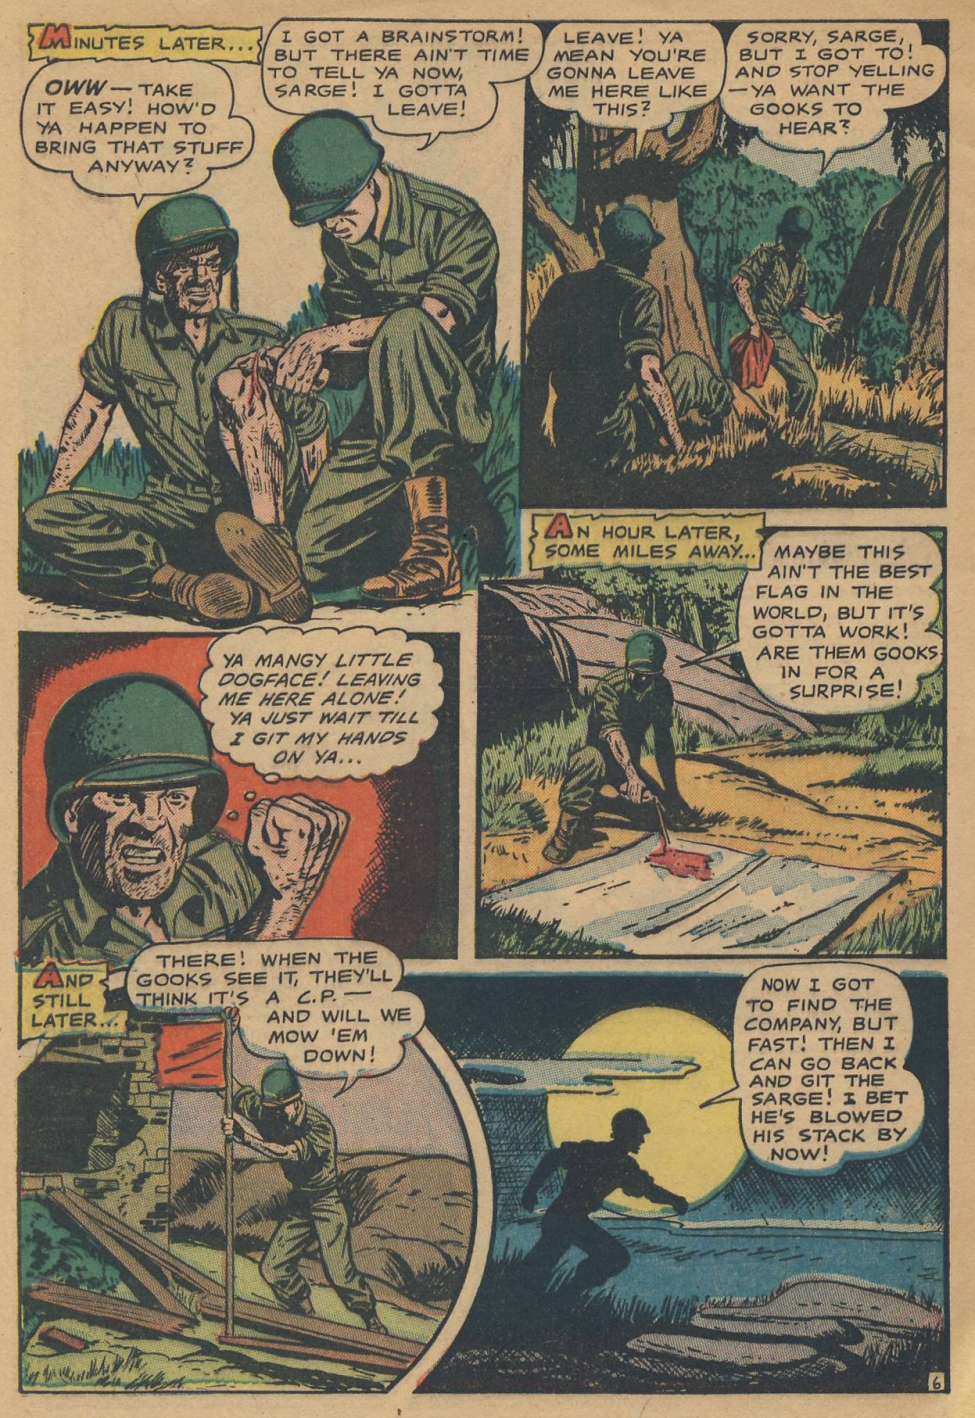 MINUTES LATER...
OWW — TAKE
IT EASY! HOW'D
YA HAPPEN TO
BRING THAT STUFF
ANYWAY?
I GOT A BRAINSTORM!
BUT THERE AIN'T TIME
TO TELL YA NOW,
SARGE! I GOTTA
LEAVE!
LEAVE! YA
MEAN YOU'RE
GONNA LEAVE
ME HERE LIKE
THIS?
SORRY, SARGE,
BUT I GOT TO!
AND STOP YELLING
—YA WANT THE
GOOKS TO
HEAR?
YA MANGY LITTLE
DOGFACE! LEAVING
ME HERE ALONE!
YA JUST WAIT TILL
I GIT MY HANDS
ON YA...
AN HOUR LATER,
SOME MILES AWAY...
MAYBE THIS
AIN'T THE BEST
FLAG IN THE
WORLD, BUT IT'S
GOTTA WORK!
ARE THEM GOOKS
IN FOR A
SURPRISE!
AND
STILL
LATER...
THERE! WHEN THE
GOOKS SEE IT, THEY'LL
THINK IT'S A C.P. —
AND WILL WE
MOW 'EM
DOWN!
NOW I GOT
TO FIND THE
COMPANY, BUT
FAST! THEN I
CAN GO BACK
AND GIT THE
SARGE! I BET
HE'S BLOWED
HIS STACK BY
NOW!
6